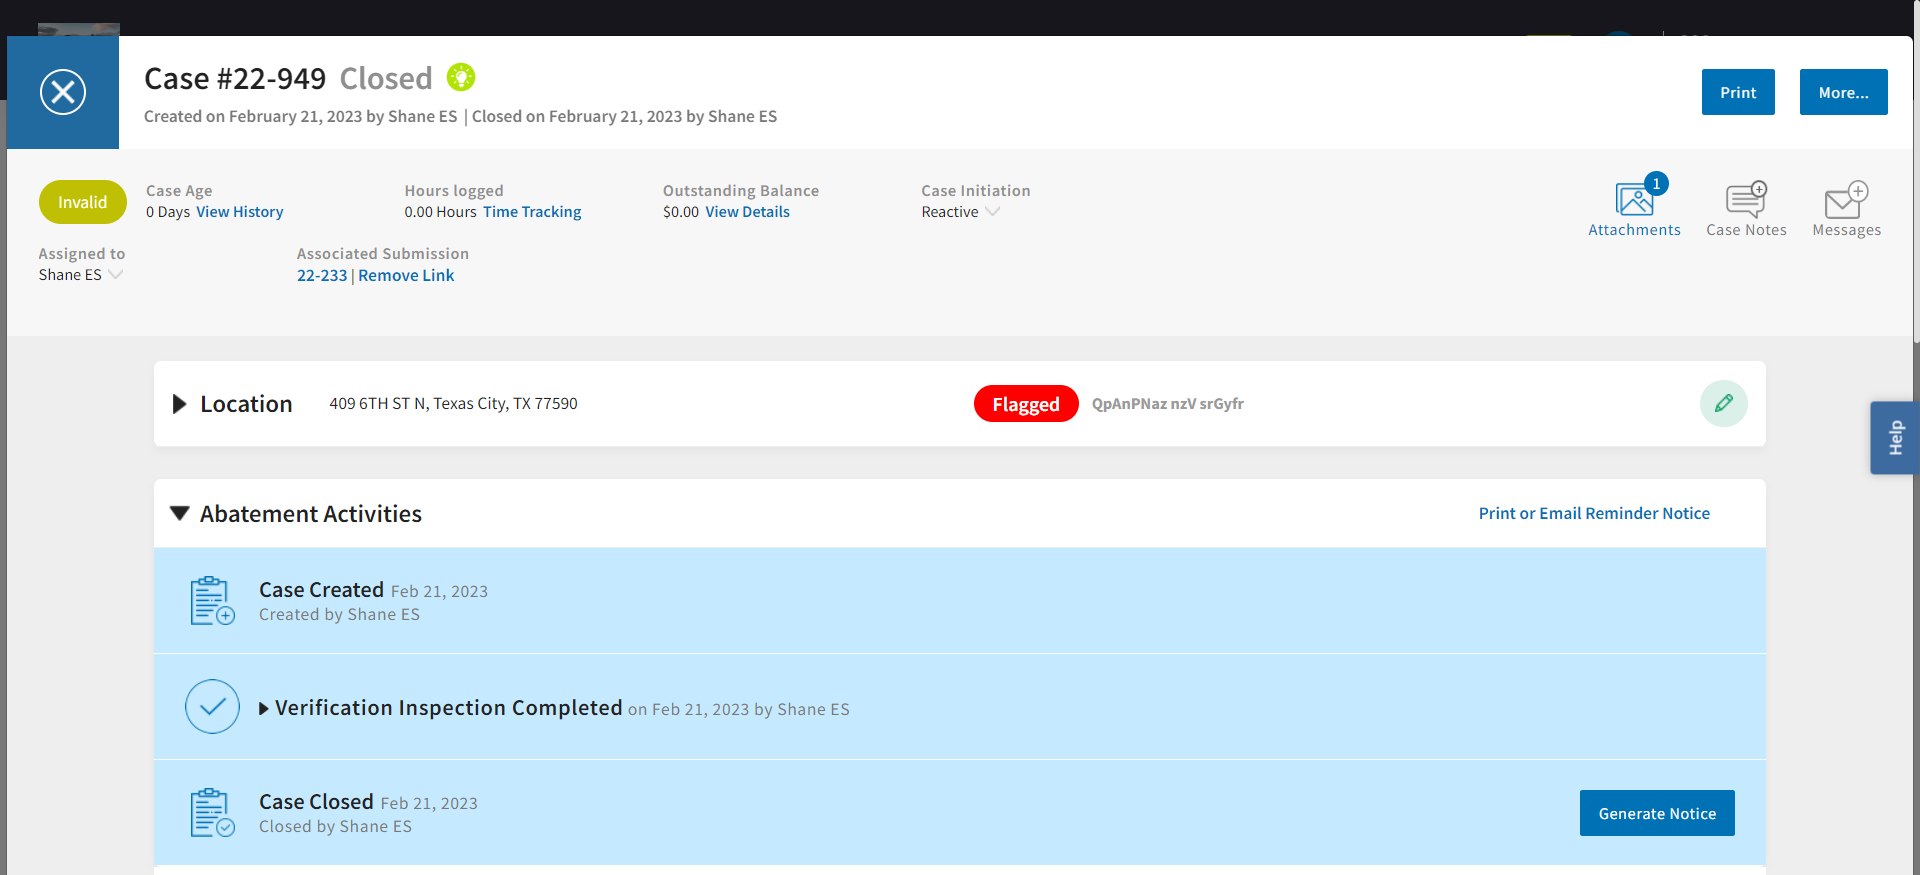 Case #22-949 Closed
Created on February 21, 2023 by Shane ES | Closed on February 21, 2023 by Shane ES
Print
More...
Invalid
Case Age
0 Days View History
Hours logged
0.00 Hours Time Tracking
Outstanding Balance
$0.00 View Details
Case Initiation
Reactive
1
Attachments
Case Notes
Messages
Assigned to
Shane ES
Associated Submission
22-233 | Remove Link
Location
409 6TH ST N, Texas City, TX 77590
Flagged
QpAnPNaz nzV srGyfr
Help
Abatement Activities
Print or Email Reminder Notice
Case Created Feb 21, 2023
Created by Shane ES
Verification Inspection Completed on Feb 21, 2023 by Shane ES
Case Closed Feb 21, 2023
Closed by Shane ES
Generate Notice